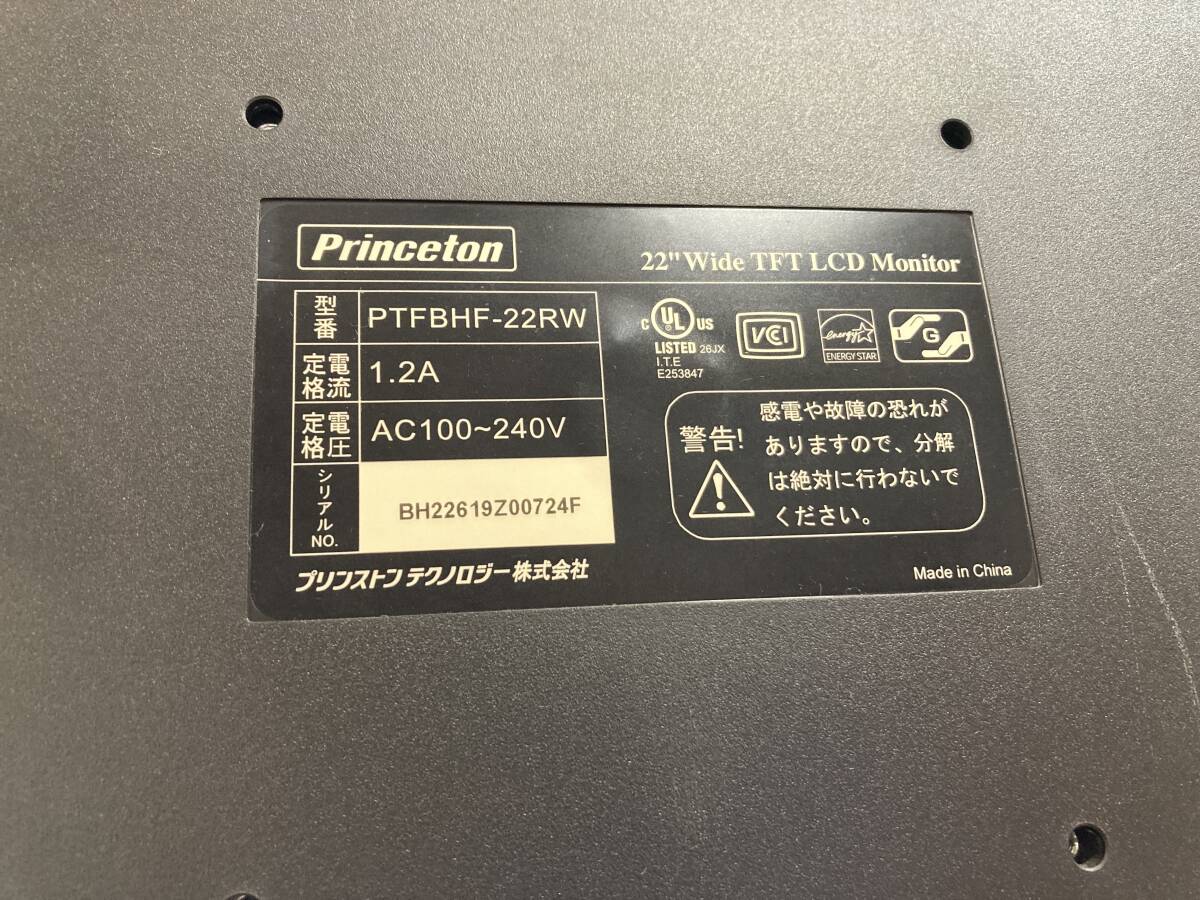 Princeton
22" Wide TFT LCD Monitor
型番 PTFBHF-22RW
定格電流 1.2A
定格電圧 AC100~240V
シリアルNO. BH22619Z00724F
プリンストンテクノロジー株式会社
C UL US
LISTED 26JX
I.T.E
E253847
VCCI
energy
ENERGY STAR
G
警告!
感電や故障の恐れが
ありますので、分解
は絶対に行わないで
ください。
Made in China